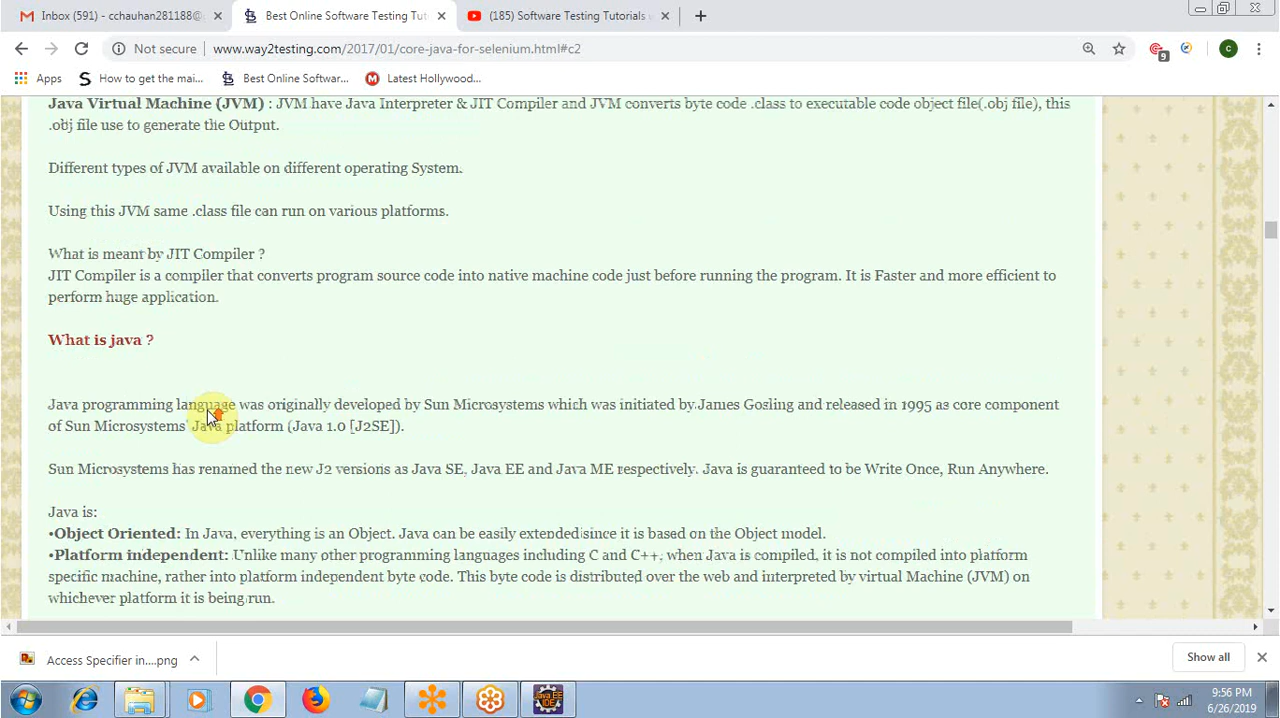 Inbox (591) - cchauhan281188@
Best Online Software Testing Tut
(185) Software Testing Tutorials
Not secure
www.way2testing.com/2017/01/core-java-for-selenium.html#c2
9
C
Apps
How to get the mai...
Best Online Softwar...
Latest Hollywood...
Java Virtual Machine (JVM) : JVM have Java Interpreter & JIT Compiler and JVM converts byte code .class to executable code object file(.obj file), this
.obj file use to generate the Output.
Different types of JVM available on different operating System.
Using this JVM same .class file can run on various platforms.
What is meant by JIT Compiler ?
JIT Compiler is a compiler that converts program source code into native machine code just before running the program. It is Faster and more efficient to
perform huge application.
What is java ?
Java programming language was originally developed by Sun Microsystems which was initiated by James Gosling and released in 1995 as core component
of Sun Microsystems' Java platform (Java 1.0 [J2SE]).
Sun Microsystems has renamed the new J2 versions as Java SE, Java EE and Java ME respectively. Java is guaranteed to be Write Once, Run Anywhere.
Java is:
•Object Oriented: In Java, everything is an Object. Java can be easily extended since it is based on the Object model.
•Platform independent: Unlike many other programming languages including C and C++, when Java is compiled, it is not compiled into platform
specific machine, rather into platform independent byte code. This byte code is distributed over the web and interpreted by virtual Machine (JVM) on
whichever platform it is being run.
Access Specifier in....png
Show all
Java EE
IDE
9:56 PM
6/26/2019